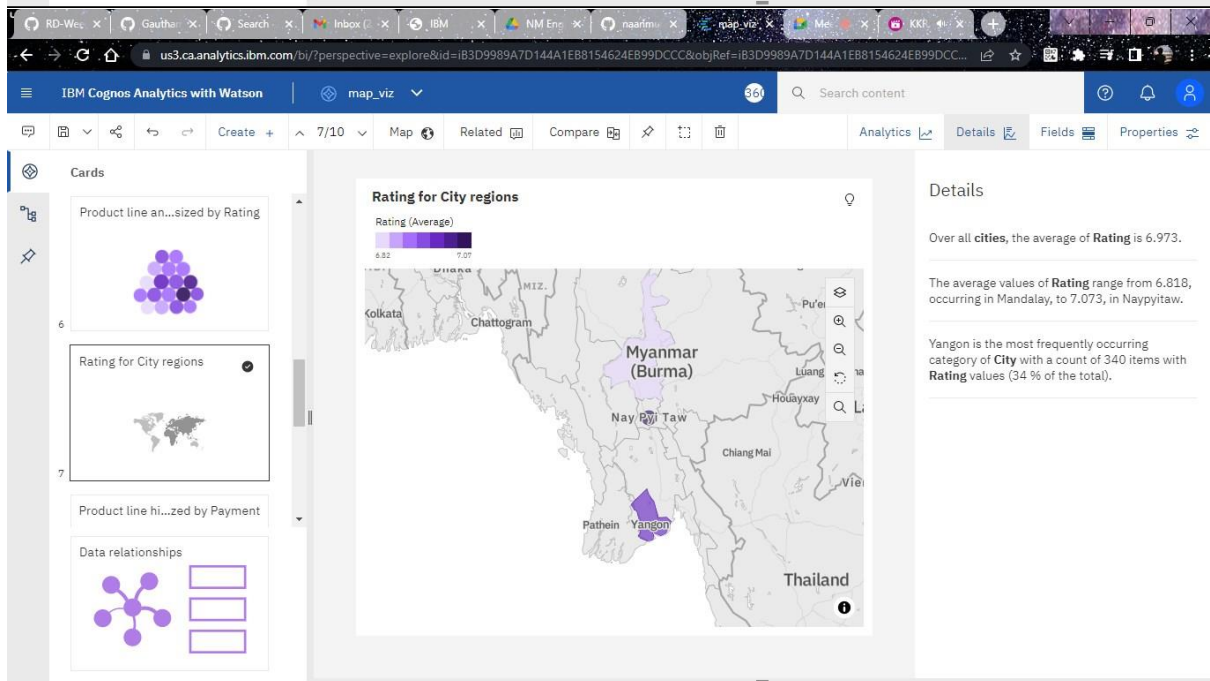 RD-Wee
Gauthar
Search
Inbox (2
IBM
NM Eng
naarimu
map_viz
Me
KKR,
us3.ca.analytics.ibm.com/bi/?perspective=explore&id=iB3D9989A7D144A1EB8154624EB99DCCC&objRef=iB3D9989A7D144A1EB8154624EB99DCC...
IBM Cognos Analytics with Watson
map_viz
360
Search content
Create +
7/10
Map
Related
Compare
Analytics
Details
Fields
Properties
Cards
Product line an...sized by Rating
6
Rating for City regions
7
Product line hi...zed by Payment
Data relationships
Rating for City regions
Rating (Average)
6.82 7.07
Dhaka
MIZ.
Kolkata
Chattogram
Pu'er
Myanmar
(Burma)
Luang
Houayxay
Nay Pyi Taw
Chiang Mai
Pathein
Yangon
Thailand
Details
Over all cities, the average of Rating is 6.973.
The average values of Rating range from 6.818,
occurring in Mandalay, to 7.073, in Naypyitaw.
Yangon is the most frequently occurring
category of City with a count of 340 items with
Rating values (34 % of the total).